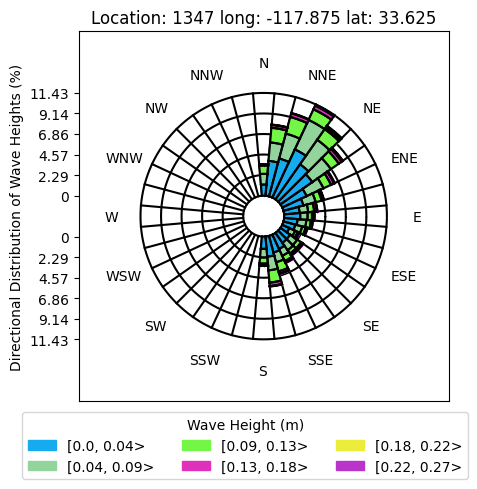 Location: 1347 long: -117.875 lat: 33.625
Directional Distribution of Wave Heights (%)
11.43
9.14
6.86
4.57
2.29
0
0
2.29
4.57
6.86
9.14
11.43
N
NNE
NE
ENE
E
ESE
SE
SSE
S
SSW
SW
WSW
W
WNW
NW
NNW
Wave Height (m)
[0.0, 0.04> [0.09, 0.13> [0.18, 0.22>
[0.04, 0.09> [0.13, 0.18> [0.22, 0.27>